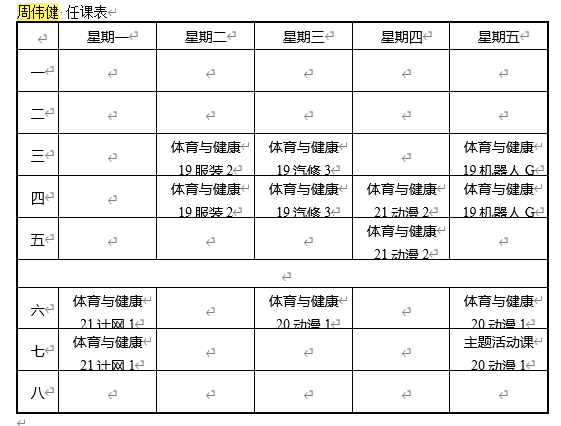 周伟健 任课表
星期一 星期二 星期三 星期四 星期五
一
二
三 体育与健康 体育与健康 体育与健康
19 服装 2 19 汽修 3 19 机器人 G
四 体育与健康 体育与健康 体育与健康 体育与健康
19 服装 2 19 汽修 3 21 动漫 2 19 机器人 G
五 体育与健康
21 动漫 2
六 体育与健康 体育与健康 体育与健康
21 计网 1 20 动漫 1 20 动漫 1
七 体育与健康 主题活动课
21 计网 1 20 动漫 1
八